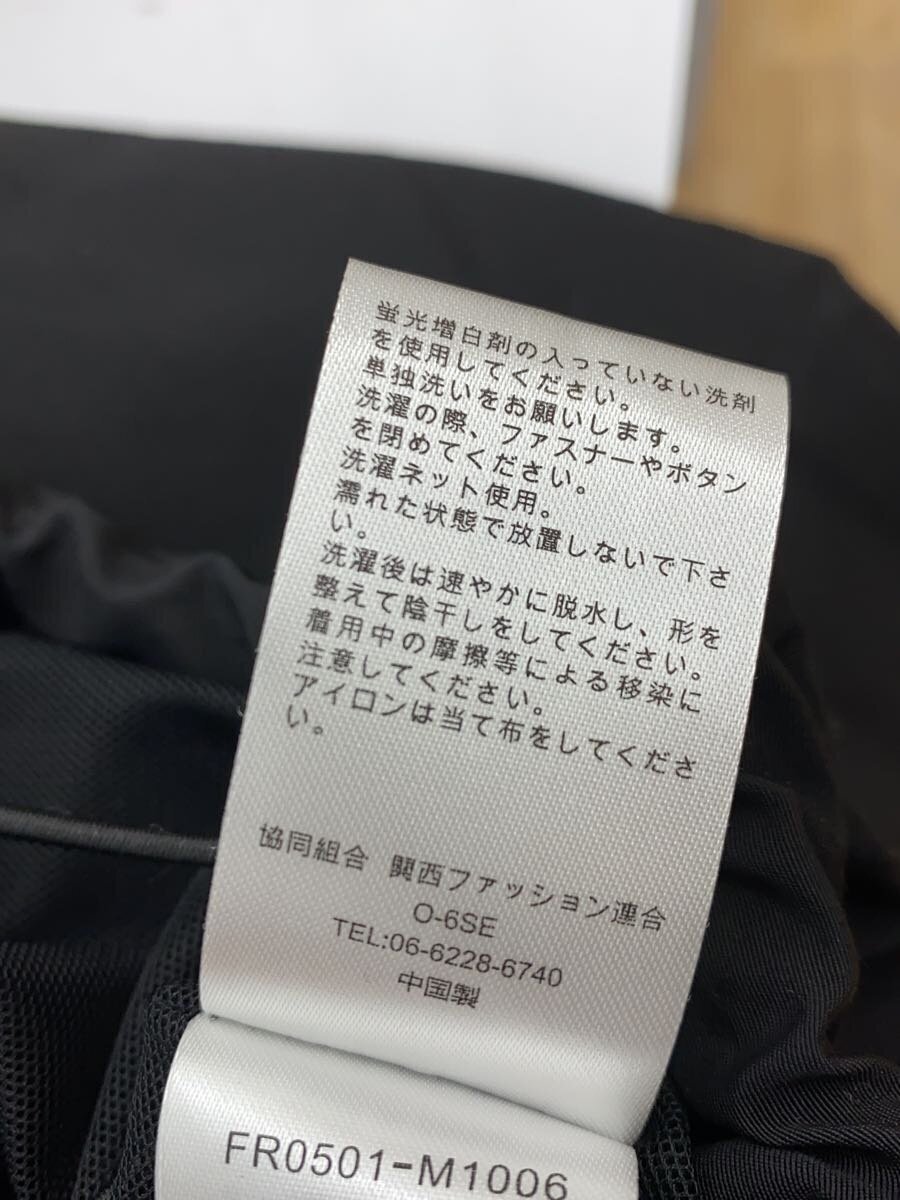 蛍光増白剤の入っていない洗剤
を使用してください。
単独洗いをお願いします。
洗濯の際、ファスナーやボタン
を閉めてください。
洗濯ネット使用。
濡れた状態で放置しないで下さ
い。
洗濯後は速やかに脱水し、形を
整えて陰干しをしてください。
着用中の摩擦等による移染に
注意してください。
アイロンは当て布をしてくださ
い。
協同組合 関西ファッション連合
O-6SE
TEL:06-6228-6740
中国製
FR0501-M1006